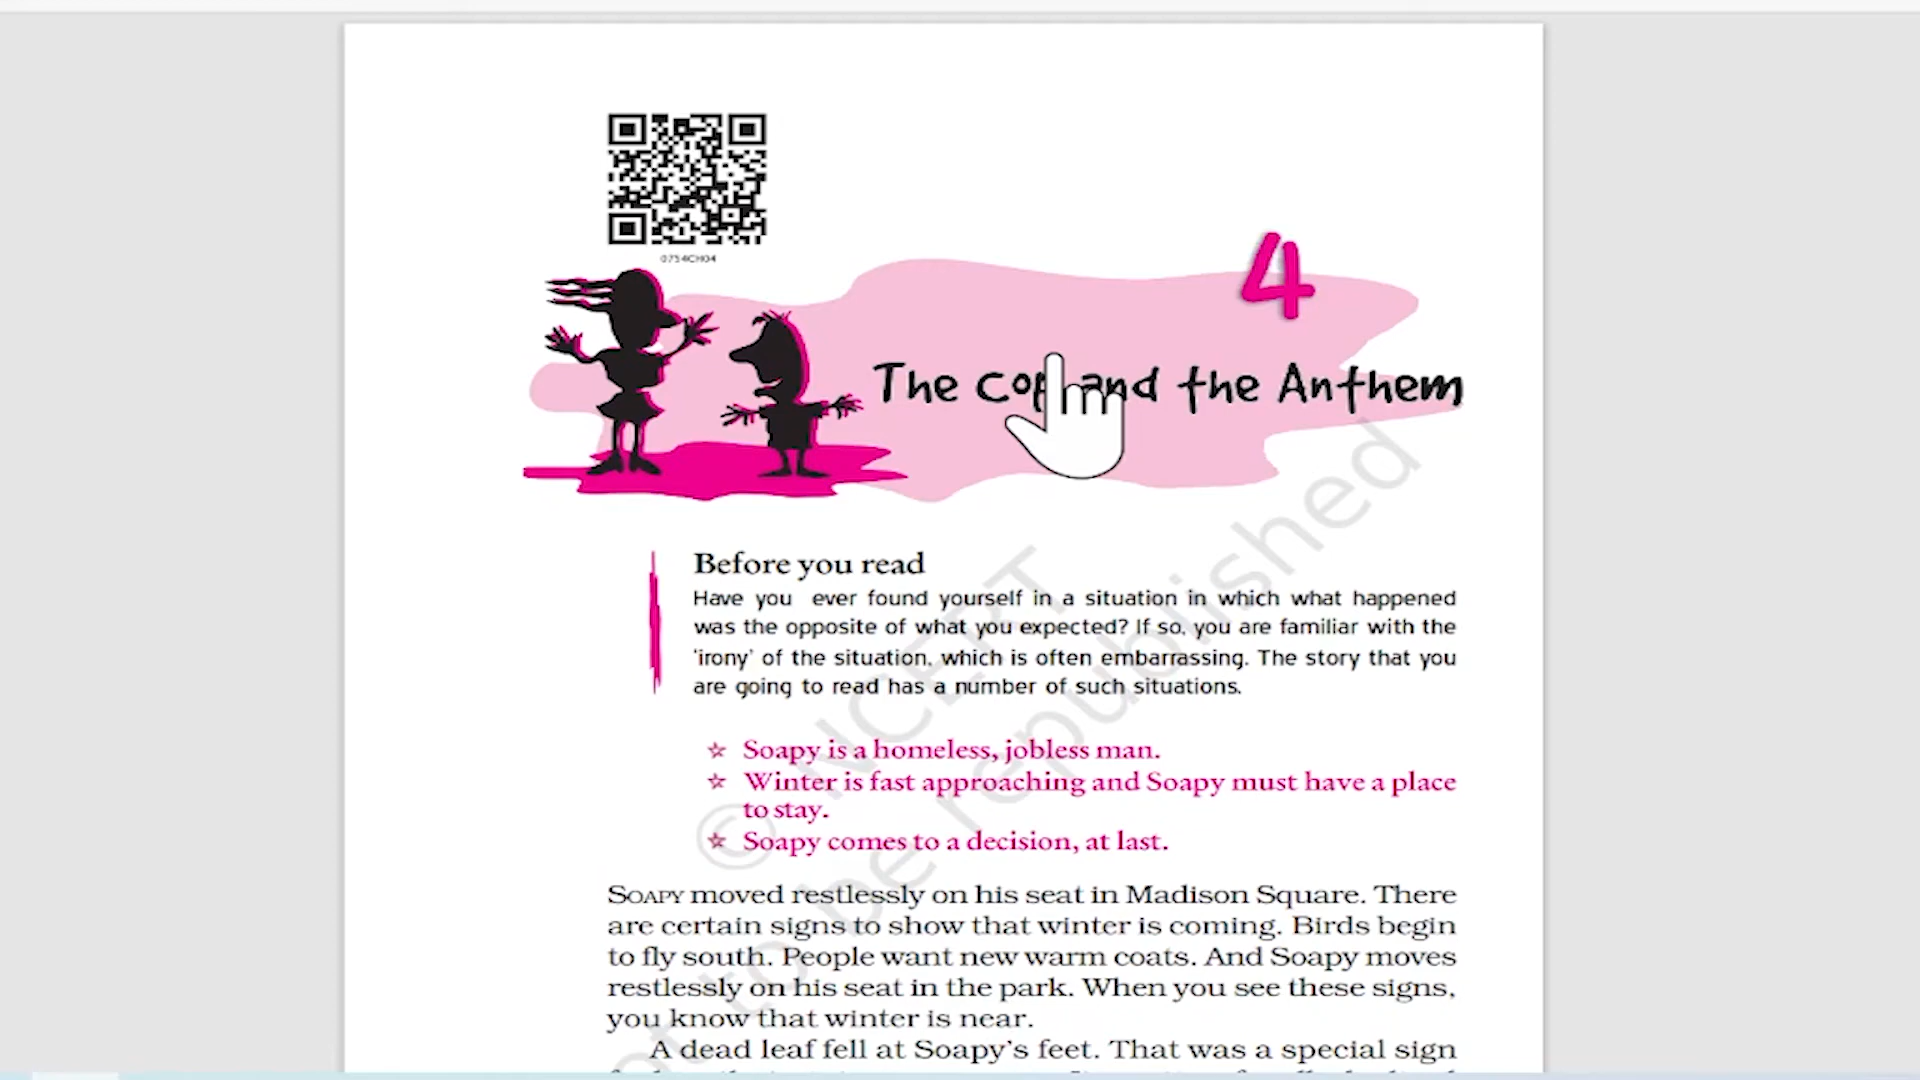 0754CH04
4
The Cop and the Anthem
Before you read
Have you ever found yourself in a situation in which what happened
was the opposite of what you expected? If so, you are familiar with the
'irony' of the situation, which is often embarrassing. The story that you
are going to read has a number of such situations.
☆ Soapy is a homeless, jobless man.
☆ Winter is fast approaching and Soapy must have a place
to stay.
☆ Soapy comes to a decision, at last.
SOAPY moved restlessly on his seat in Madison Square. There
are certain signs to show that winter is coming. Birds begin
to fly south. People want new warm coats. And Soapy moves
restlessly on his seat in the park. When you see these signs,
you know that winter is near.
A dead leaf fell at Soapy's feet. That was a special sign
© NCERT
not to be republished